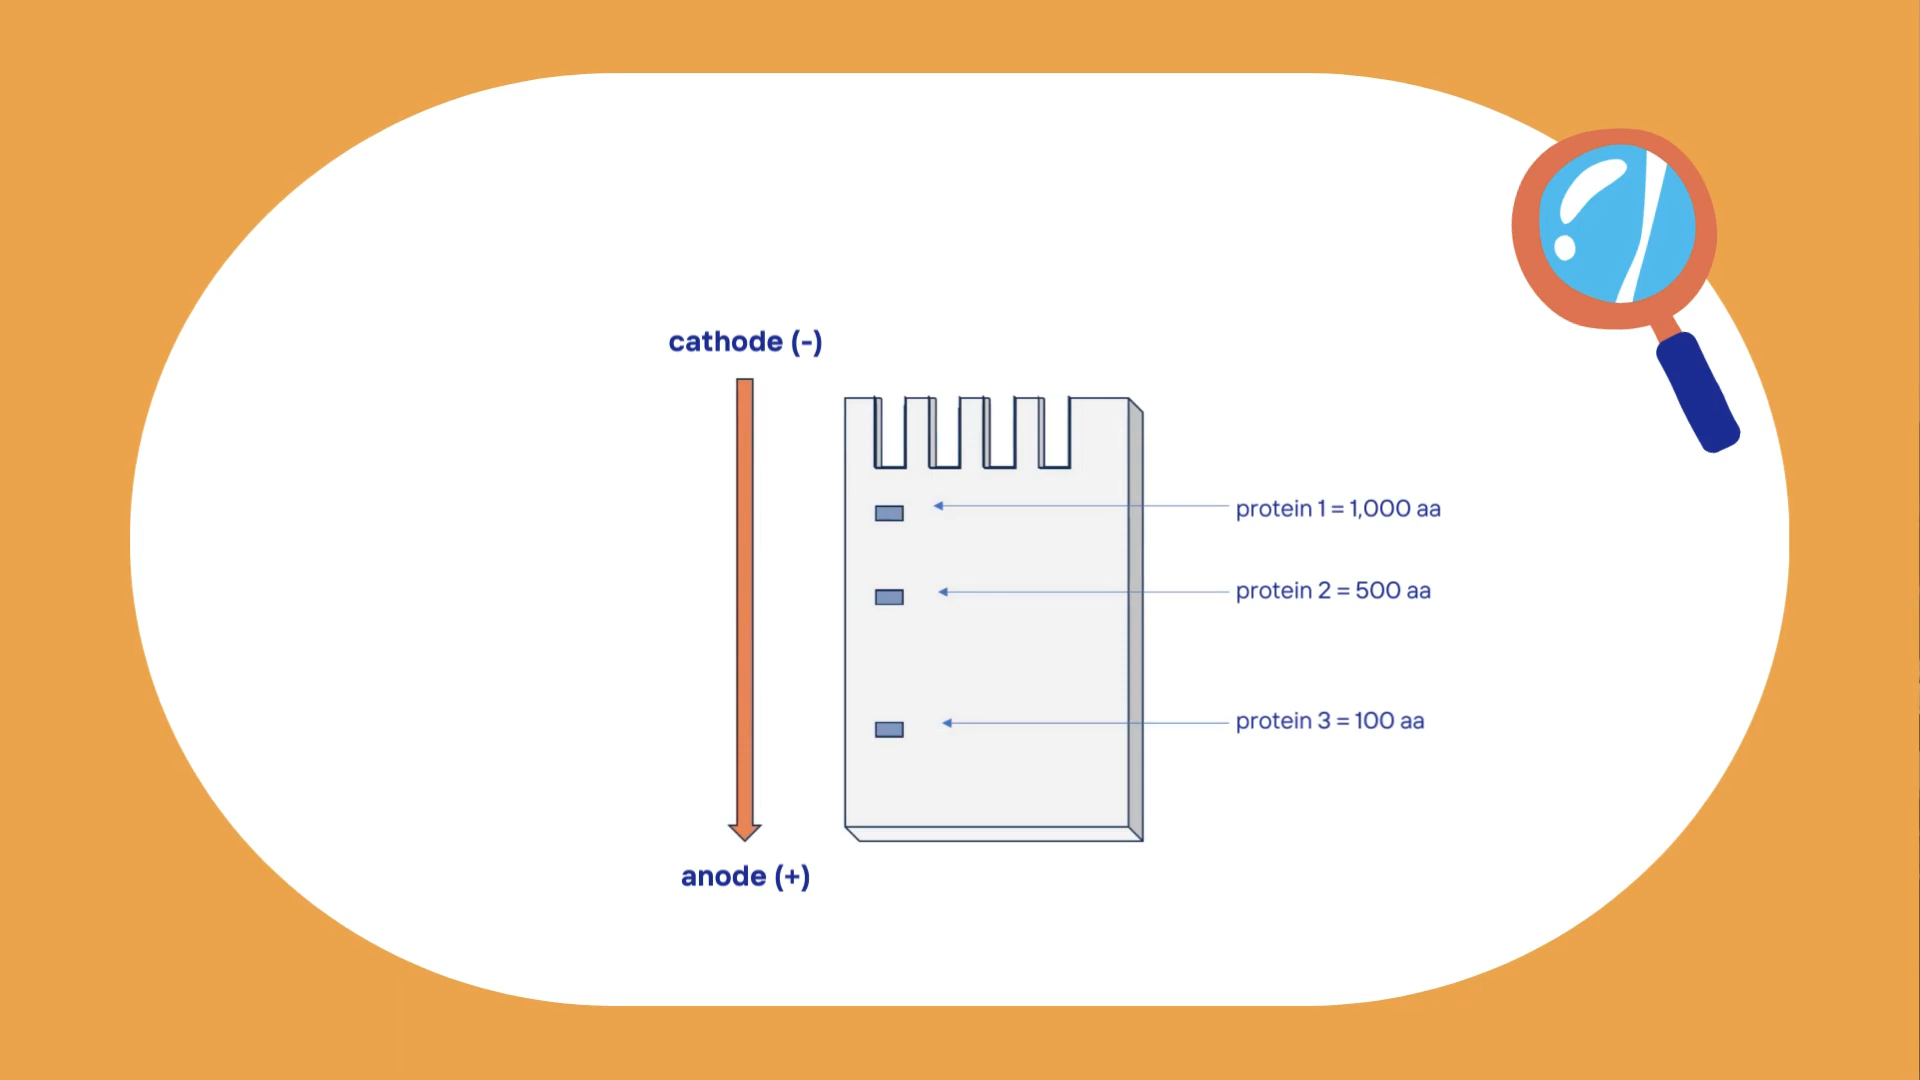 cathode (-)
protein 1 = 1,000 aa
protein 2 = 500 aa
protein 3 = 100 aa
anode (+)